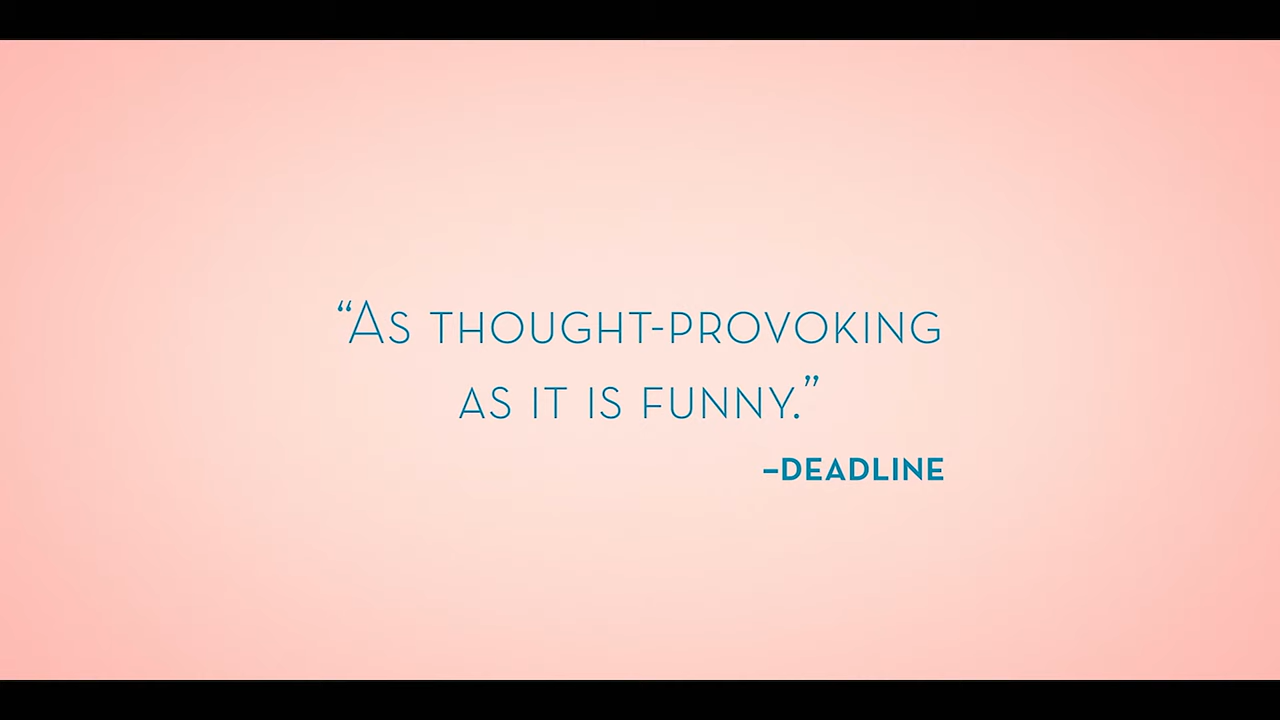 “As THOUGHT-PROVOKING
AS IT IS FUNNY.”
–DEADLINE